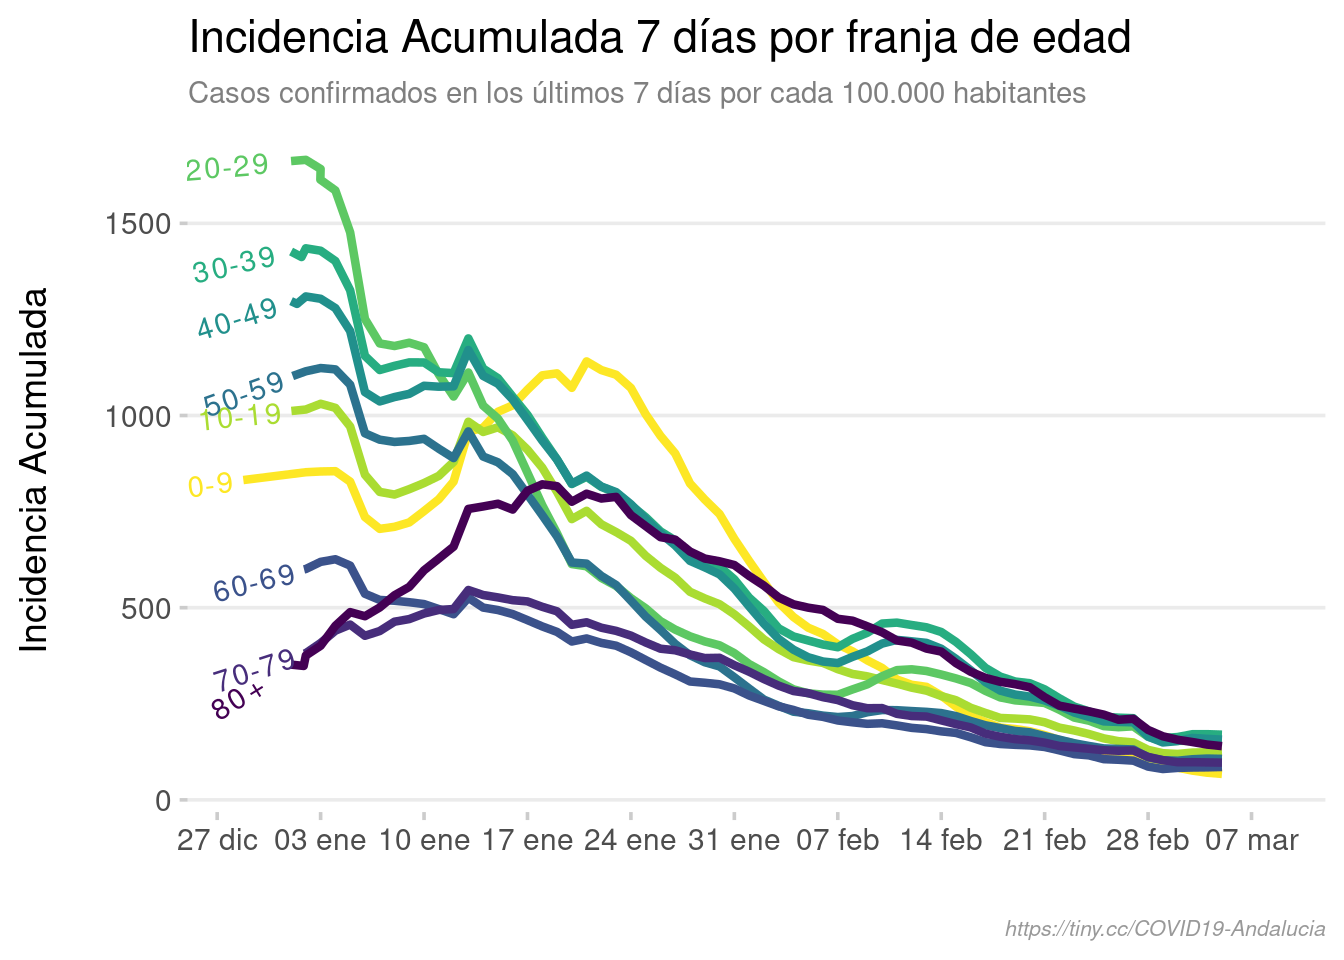 Incidencia Acumulada 7 días por franja de edad
Casos confirmados en los últimos 7 días por cada 100.000 habitantes
Incidencia Acumulada
1500
1000
500
0
20-29
30-39
40-49
50-59
10-19
0-9
60-69
70-79
80+
27 dic 03 ene 10 ene 17 ene 24 ene 31 ene 07 feb 14 feb 21 feb 28 feb 07 mar
https://tiny.cc/COVID19-Andalucia